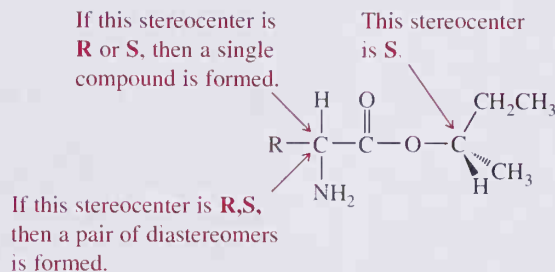 If this stereocenter is
R or S, then a single
compound is formed.
This stereocenter
is S.
H O CH₂CH₃
R—C—C—O—C
NH₂ H CH₃
If this stereocenter is R,S,
then a pair of diastereomers
is formed.